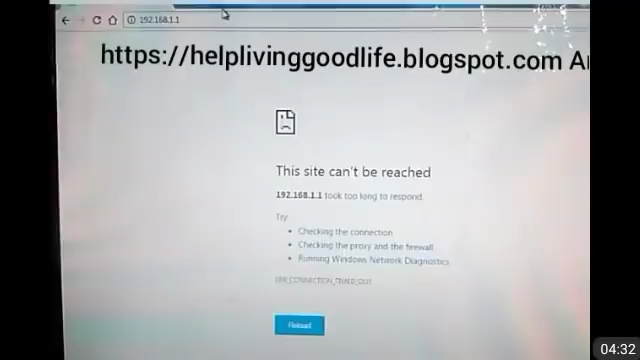 192.168.1.1
https://helplivinggoodlife.blogspot.com A
This site can't be reached
192.168.1.1 took too long to respond.
Try:
Checking the connection
Checking the proxy and the firewall
Running Windows Network Diagnostics
ERR_CONNECTION_TIMED_OUT
Reload
04:32